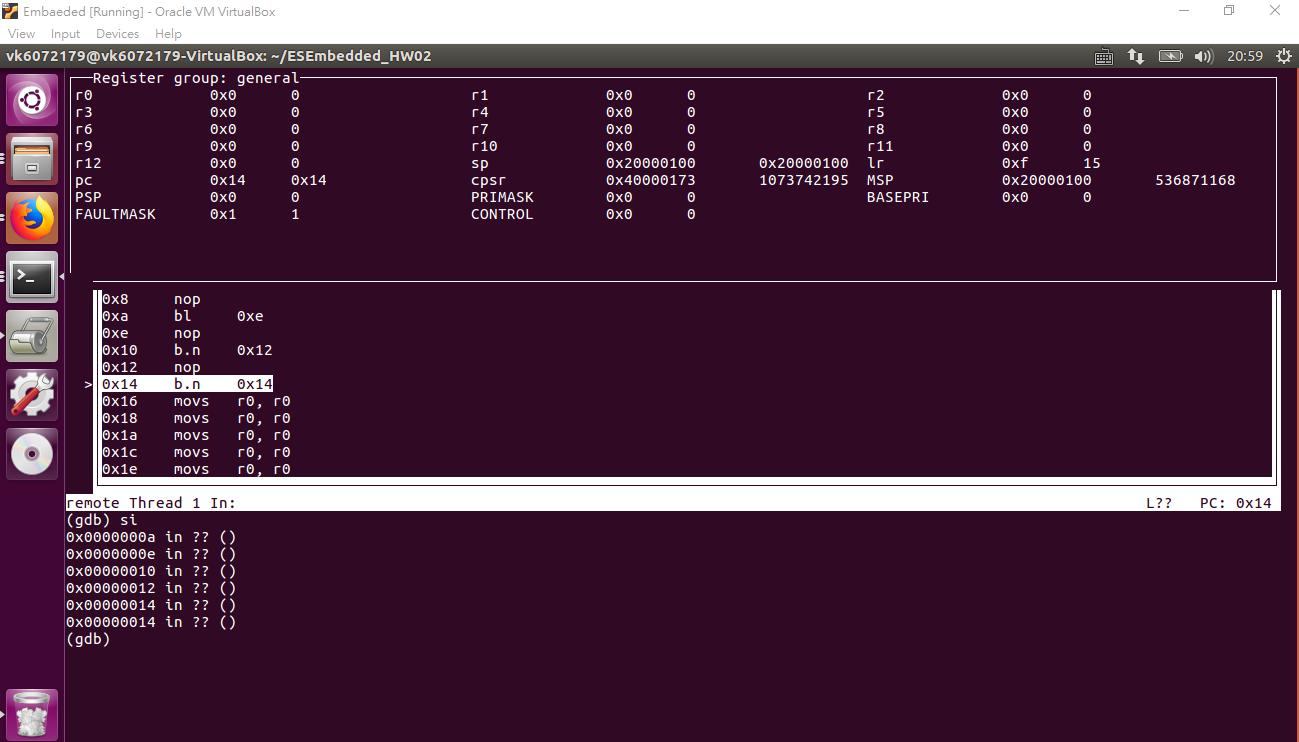 Embaeded [Running] - Oracle VM VirtualBox
View Input Devices Help
vk6072179@vk6072179-VirtualBox: ~/ESEmbedded_HW02 20:59
Register group: general
r0 0x0 0 r1 0x0 0 r2 0x0 0
r3 0x0 0 r4 0x0 0 r5 0x0 0
r6 0x0 0 r7 0x0 0 r8 0x0 0
r9 0x0 0 r10 0x0 0 r11 0x0 0
r12 0x0 0 sp 0x20000100 0x20000100 lr 0xf 15
pc 0x14 0x14 cpsr 0x40000173 1073742195 MSP 0x20000100 536871168
PSP 0x0 0 PRIMASK 0x0 0 BASEPRI 0x0 0
FAULTMASK 0x1 1 CONTROL 0x0 0
0x8 nop
0xa bl 0xe
0xe nop
0x10 b.n 0x12
0x12 nop
>0x14 b.n 0x14
0x16 movs r0, r0
0x18 movs r0, r0
0x1a movs r0, r0
0x1c movs r0, r0
0x1e movs r0, r0
remote Thread 1 In: L?? PC: 0x14
(gdb) si
0x0000000a in ?? ()
0x0000000e in ?? ()
0x00000010 in ?? ()
0x00000012 in ?? ()
0x00000014 in ?? ()
0x00000014 in ?? ()
(gdb)